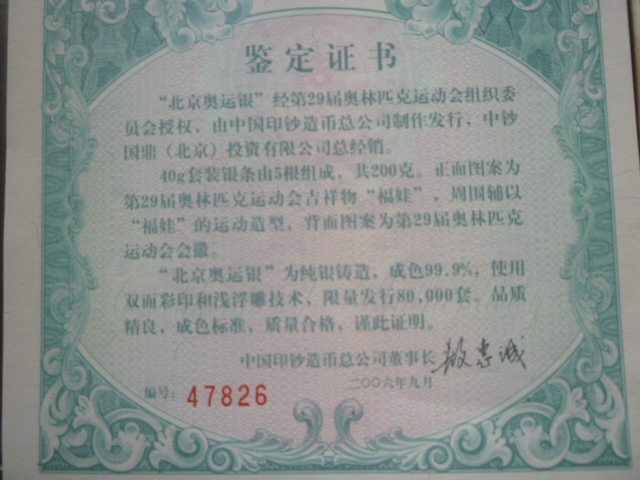 鉴定证书
“北京奥运银”经第29届奥林匹克运动会组织委
员会授权，由中国印钞造币总公司制作发行、中钞
国鼎（北京）投资有限公司总经销。
40g套装银条由5根组成，共200克。正面图案为
第29届奥林匹克运动会吉祥物“福娃”，周围辅以
“福娃”的运动造型，背面图案为第29届奥林匹克
运动会会徽。
“北京奥运银”为纯银铸造，成色99.9%，使用
双面彩印和浅浮雕技术，限量发行80,000套。品质
精良、成色标准，质量合格，谨此证明。
中国印钞造币总公司董事长
二〇〇六年九月
编号：47826